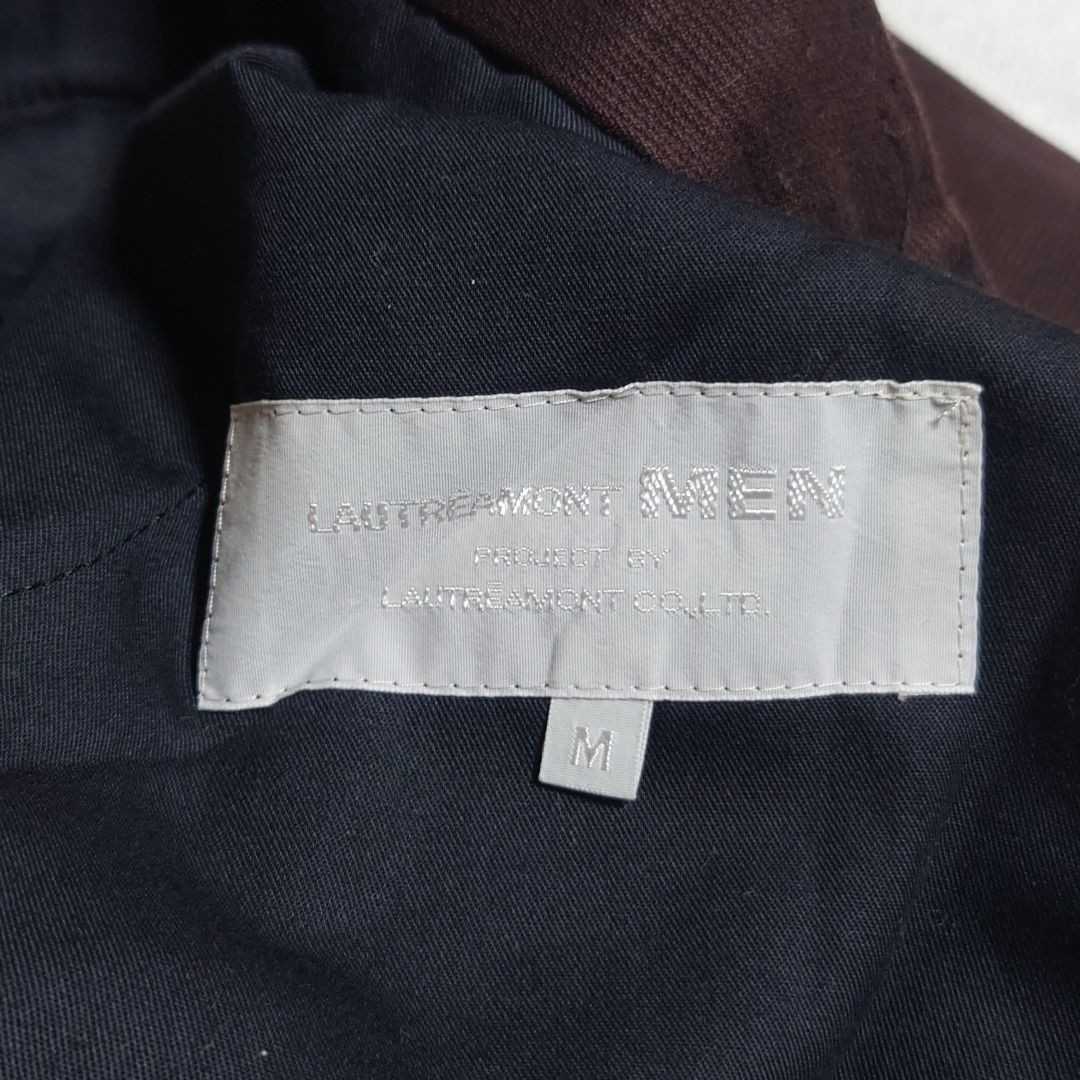 LAUTRÉAMONT MEN
PROJECT BY
LAUTRÉAMONT CO.,LTD.
M